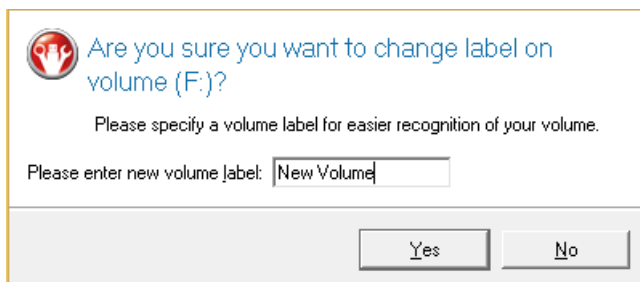 Are you sure you want to change label on
volume (F:)?
Please specify a volume label for easier recognition of your volume.
Please enter new volume label: New Volume
Yes No